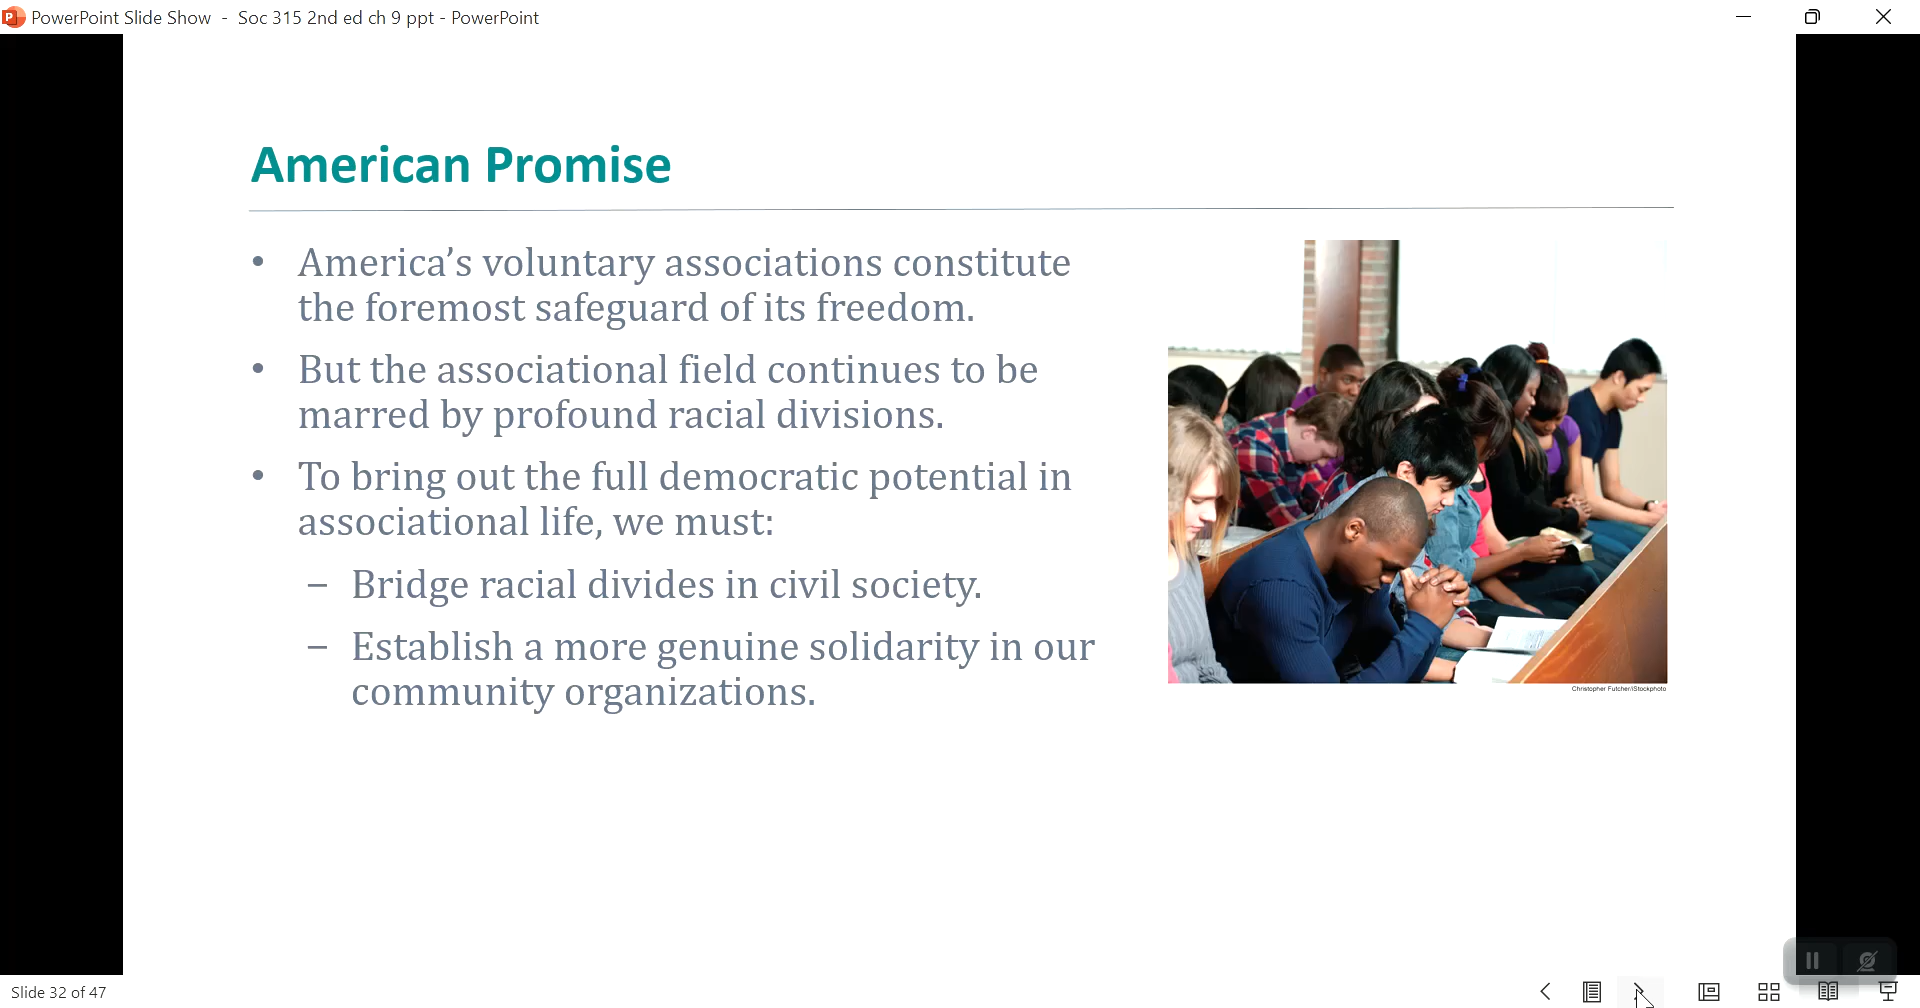 PowerPoint Slide Show - Soc 315 2nd ed ch 9 ppt - PowerPoint
American Promise
• America’s voluntary associations constitute
the foremost safeguard of its freedom.
• But the associational field continues to be
marred by profound racial divisions.
• To bring out the full democratic potential in
associational life, we must:
– Bridge racial divides in civil society.
– Establish a more genuine solidarity in our
community organizations.
Christopher Futcher/iStockphoto
Slide 32 of 47